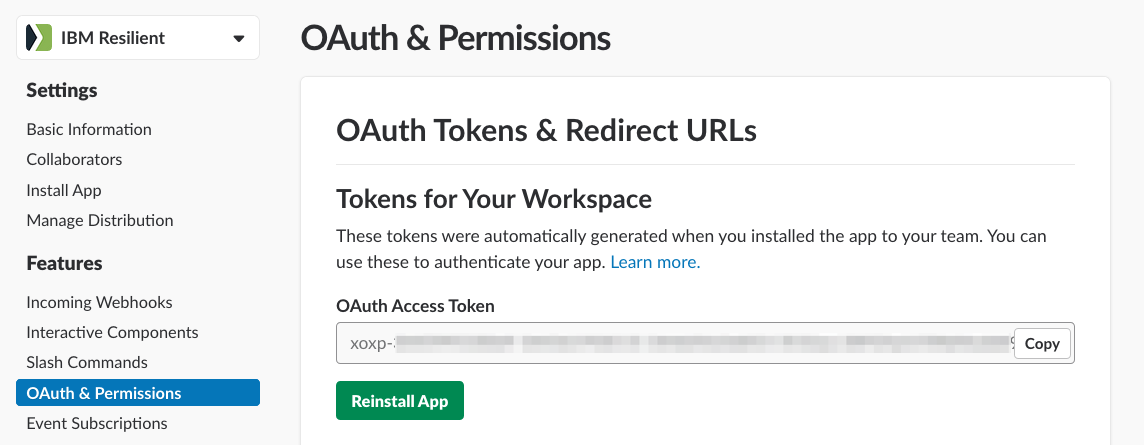 IBM Resilient
Settings
Basic Information
Collaborators
Install App
Manage Distribution
Features
Incoming Webhooks
Interactive Components
Slash Commands
OAuth & Permissions
Event Subscriptions
OAuth & Permissions
OAuth Tokens & Redirect URLs
Tokens for Your Workspace
These tokens were automatically generated when you installed the app to your team. You can
use these to authenticate your app. Learn more.
OAuth Access Token
xoxp-
Copy
Reinstall App